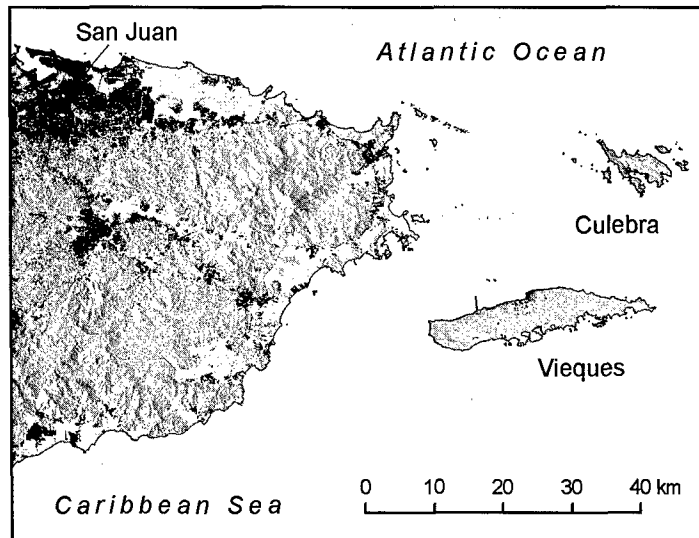 San Juan
Atlantic Ocean
Culebra
Vieques
Caribbean Sea
0 10 20 30 40 km